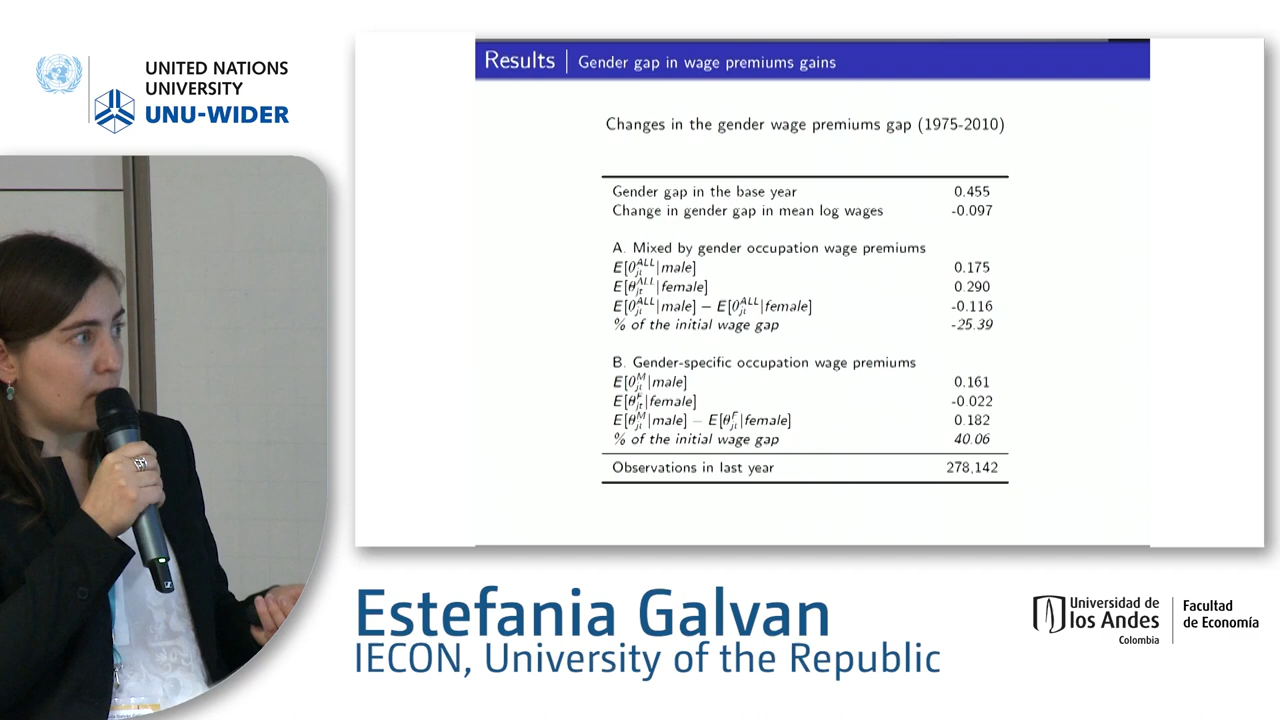 UNITED NATIONS
UNIVERSITY
UNU-WIDER
Results | Gender gap in wage premiums gains
Changes in the gender wage premiums gap (1975-2010)
Gender gap in the base year 0.455
Change in gender gap in mean log wages -0.097
A. Mixed by gender occupation wage premiums
E[θ_jt^ALL|male] 0.175
E[θ_jt^ALL|female] 0.290
E[θ_jt^ALL|male] − E[θ_jt^ALL|female] -0.116
% of the initial wage gap -25.39
B. Gender-specific occupation wage premiums
E[θ_jt^M|male] 0.161
E[θ_jt^F|female] -0.022
E[θ_jt^M|male] − E[θ_jt^F|female] 0.182
% of the initial wage gap 40.06
Observations in last year 278,142
Estefania Galvan
IECON, University of the Republic
Universidad de
los Andes
Colombia
Facultad
de Economía